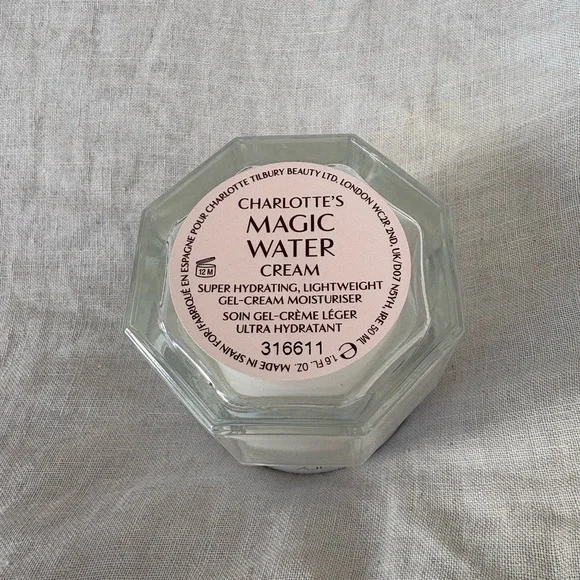 CHARLOTTE'S
MAGIC
WATER
CREAM
12 M
SUPER HYDRATING, LIGHTWEIGHT
GEL-CREAM MOISTURISER
SOIN GEL-CRÈME LÉGER
ULTRA HYDRATANT
316611
MADE IN SPAIN FOR/FABRIQUÉ EN ESPAGNE POUR CHARLOTTE TILBURY BEAUTY LTD, LONDON WC2R 2ND, UK/D07 N5YH, IRE 50 ML e 1.6 FL. OZ.